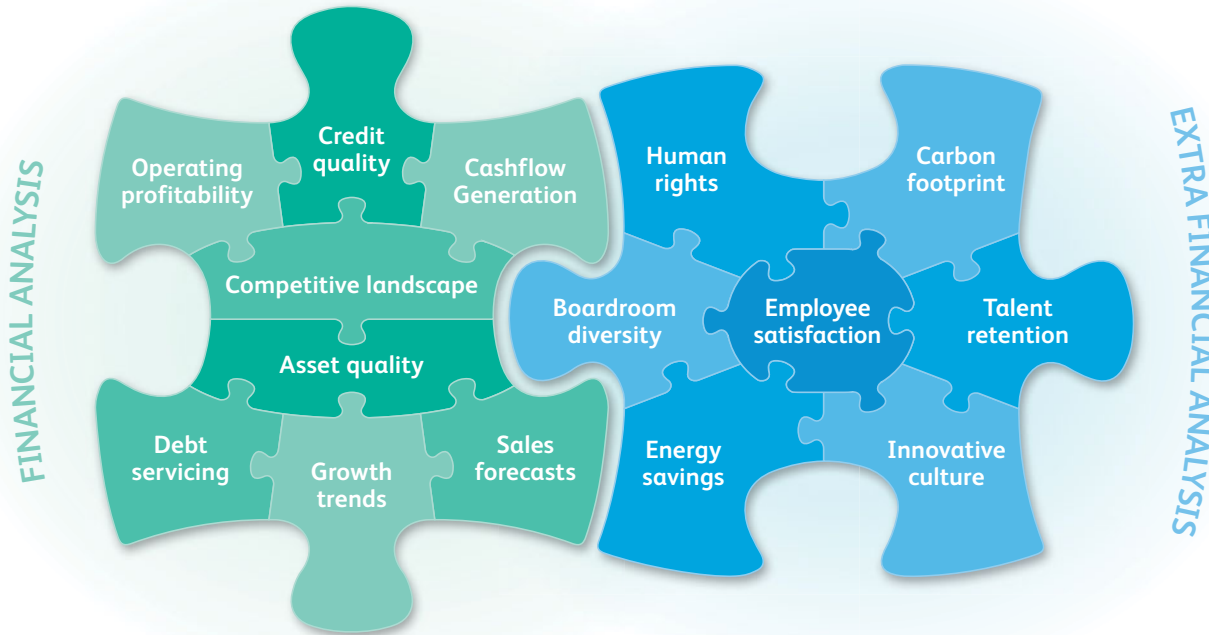 FINANCIAL ANALYSIS
Operating
profitability
Credit
quality
Cashflow
Generation
Competitive landscape
Asset quality
Debt
servicing
Growth
trends
Sales
forecasts
Human
rights
Carbon
footprint
Boardroom
diversity
Employee
satisfaction
Talent
retention
Energy
savings
Innovative
culture
EXTRA FINANCIAL ANALYSIS